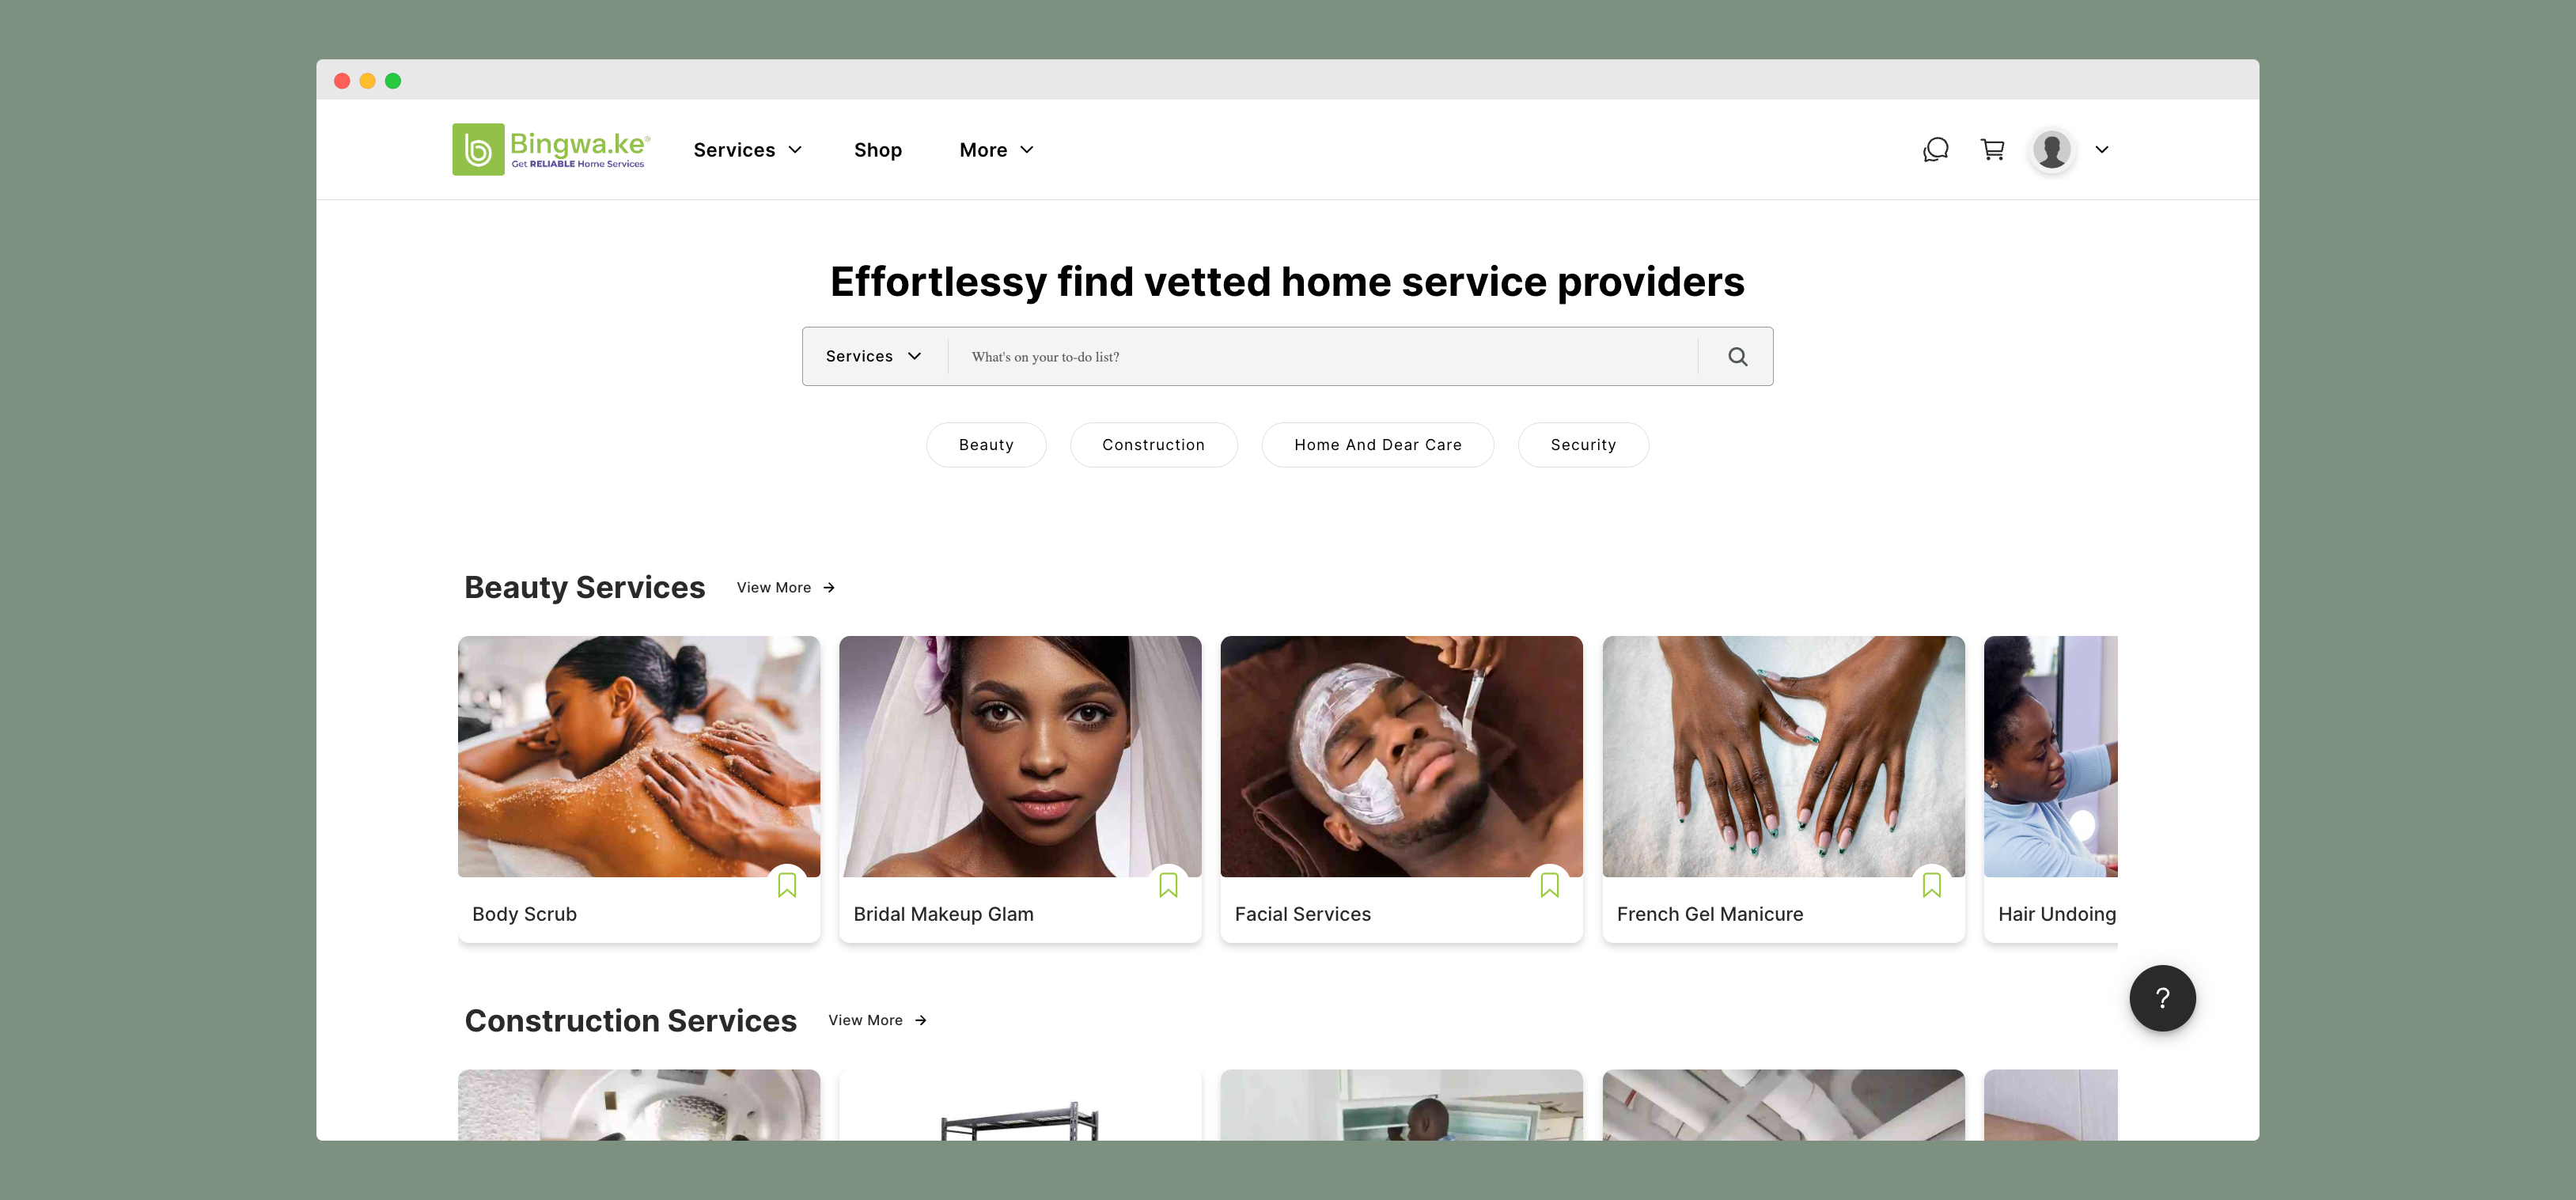 Bingwa.ke®
Get RELIABLE Home Services
Services
Shop
More
Effortlessy find vetted home service providers
Services
What's on your to-do list?
Beauty
Construction
Home And Dear Care
Security
Beauty Services
View More
Body Scrub
Bridal Makeup Glam
Facial Services
French Gel Manicure
Hair Undoing
Construction Services
View More
?